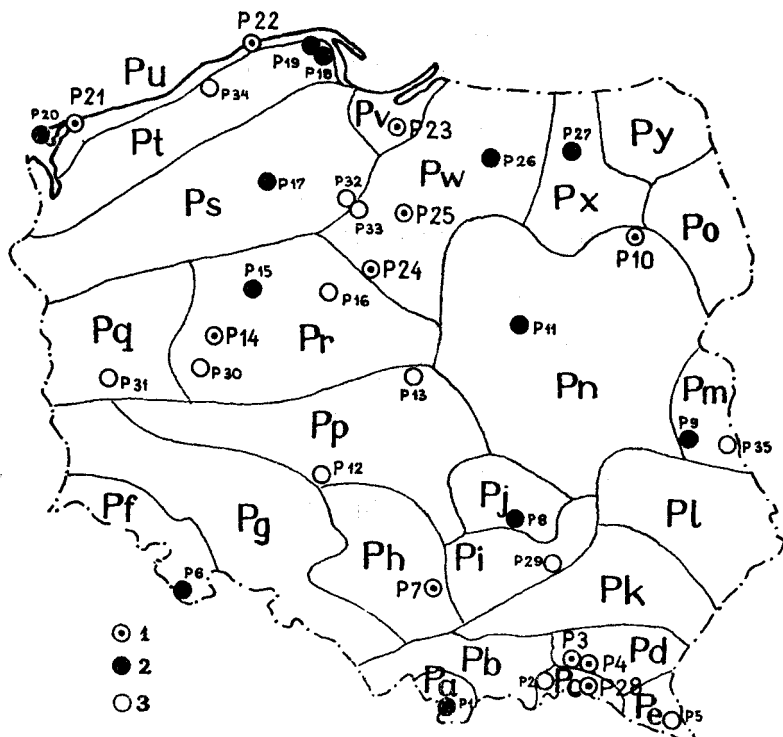 P22
P19
P18
Pu
P34
P20
P21
Pt
Pv
P23
P27
Py
P17
P26
Ps
P32
P33
Pw
P25
Px
Po
P10
P24
P15
P16
P14
Pr
P11
Pq
P31
P30
P13
Pn
Pm
P9
P35
Pp
P12
Pj
P8
Pl
Pf
Pg
Ph
Pi
P29
P6
P7
Pk
1
2
3
Pb
P3
P4
Pd
Pa
P1
P2
Pc
P28
Pe
P5